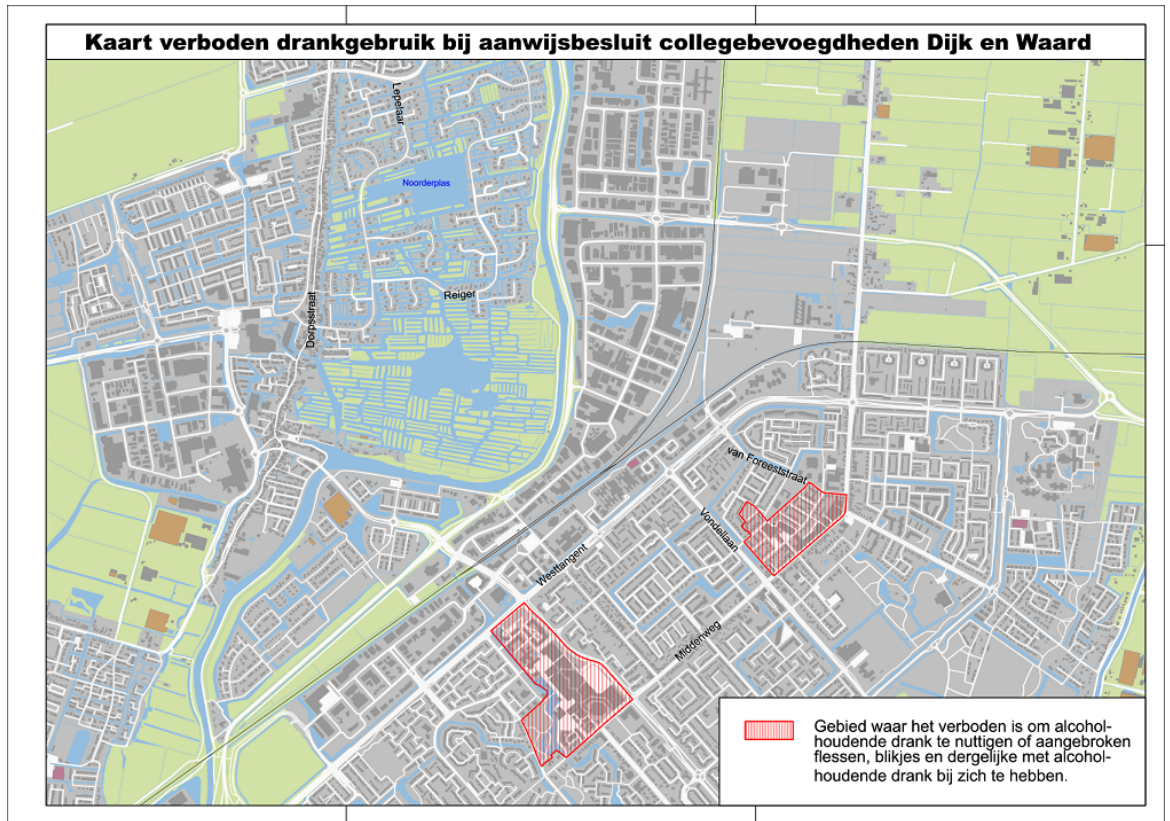 Kaart verboden drankgebruik bij aanwijsbesluit collegebevoegdheden Dijk en Waard
Lepelaar
Noorderplas
Reiger
Dorpsstraat
van Foreeststraat
Vondellaan
Westtangent
Middenweg
Gebied waar het verboden is om alcohol-
houdende drank te nuttigen of aangebroken
flessen, blikjes en dergelijke met alcohol-
houdende drank bij zich te hebben.